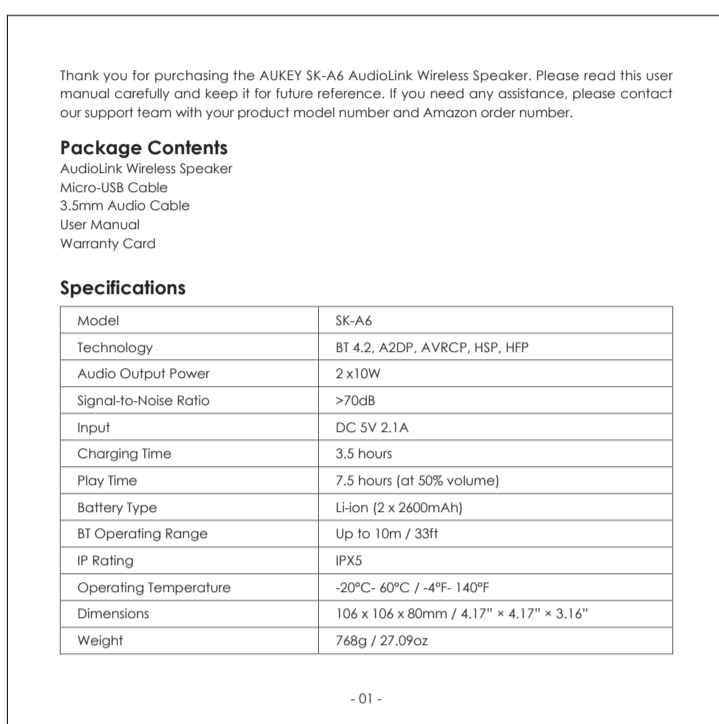 Thank you for purchasing the AUKEY SK-A6 AudioLink Wireless Speaker. Please read this user
manual carefully and keep it for future reference. If you need any assistance, please contact
our support team with your product model number and Amazon order number.
Package Contents
AudioLink Wireless Speaker
Micro-USB Cable
3.5mm Audio Cable
User Manual
Warranty Card
Specifications
Model SK-A6
Technology BT 4.2, A2DP, AVRCP, HSP, HFP
Audio Output Power 2 x10W
Signal-to-Noise Ratio >70dB
Input DC 5V 2.1A
Charging Time 3.5 hours
Play Time 7.5 hours (at 50% volume)
Battery Type Li-ion (2 x 2600mAh)
BT Operating Range Up to 10m / 33ft
IP Rating IPX5
Operating Temperature -20ºC- 60ºC / -4ºF- 140ºF
Dimensions 106 x 106 x 80mm / 4.17" × 4.17" × 3.16"
Weight 768g / 27.09oz
- 01 -